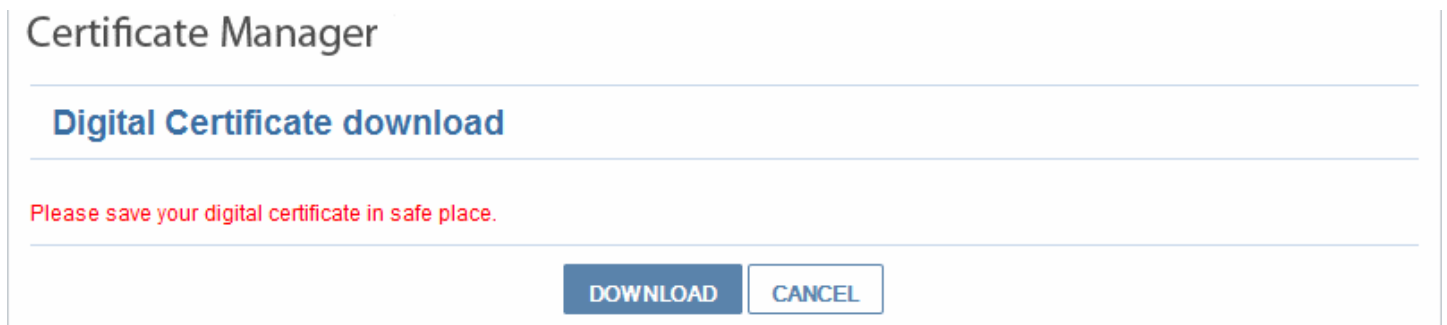 Certificate Manager
Digital Certificate download
Please save your digital certificate in safe place.
DOWNLOAD CANCEL